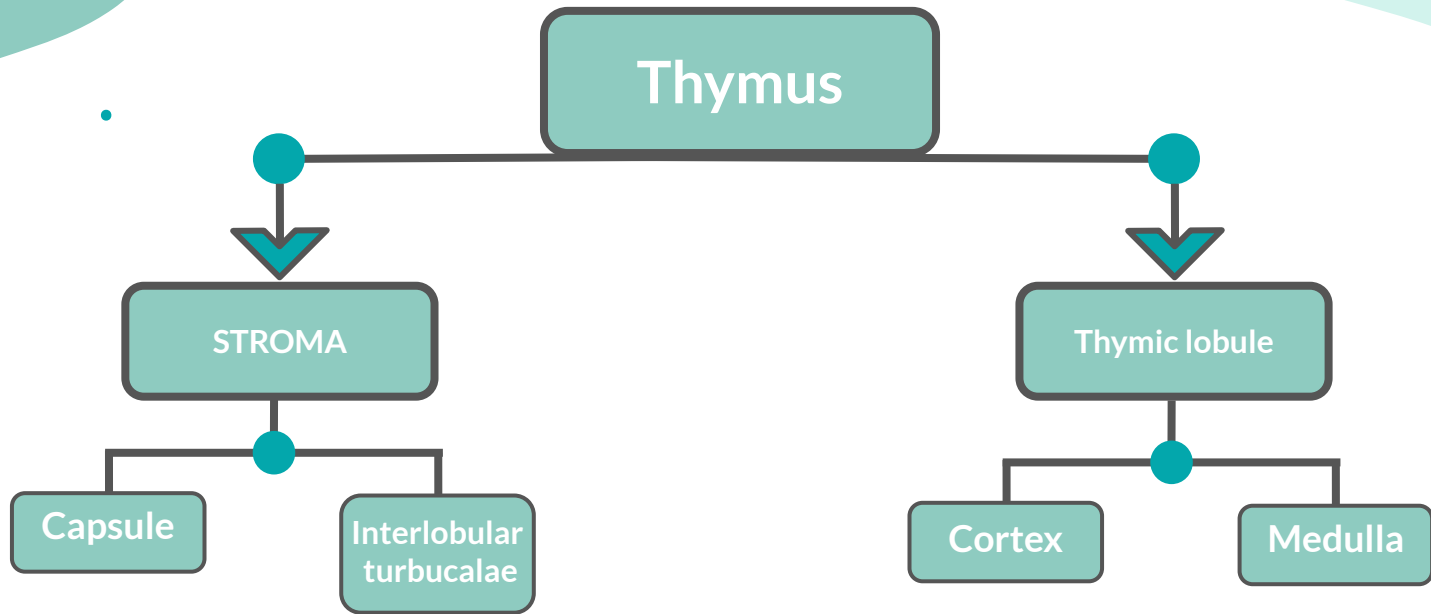 Thymus
STROMA
Thymic lobule
Capsule
Interlobular
turbucalae
Cortex
Medulla